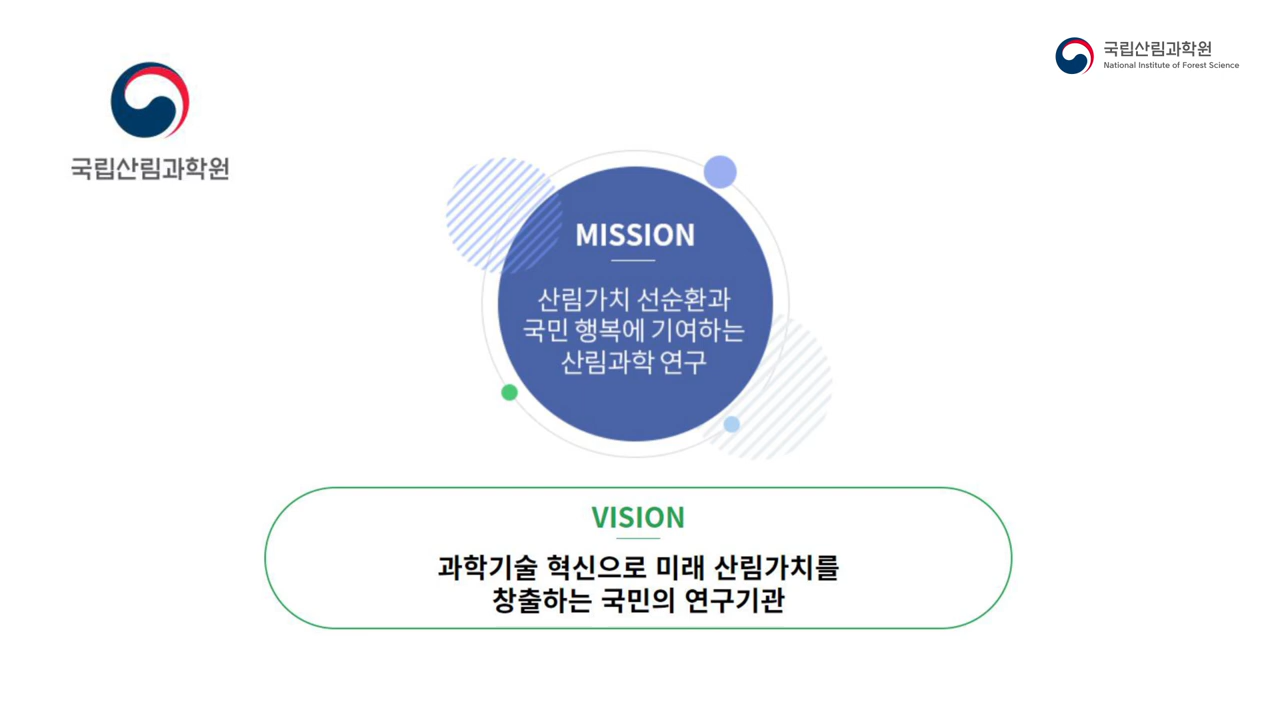 국립산림과학원
국립산림과학원
National Institute of Forest Science
MISSION
산림가치 선순환과
국민 행복에 기여하는
산림과학 연구
VISION
과학기술 혁신으로 미래 산림가치를
창출하는 국민의 연구기관